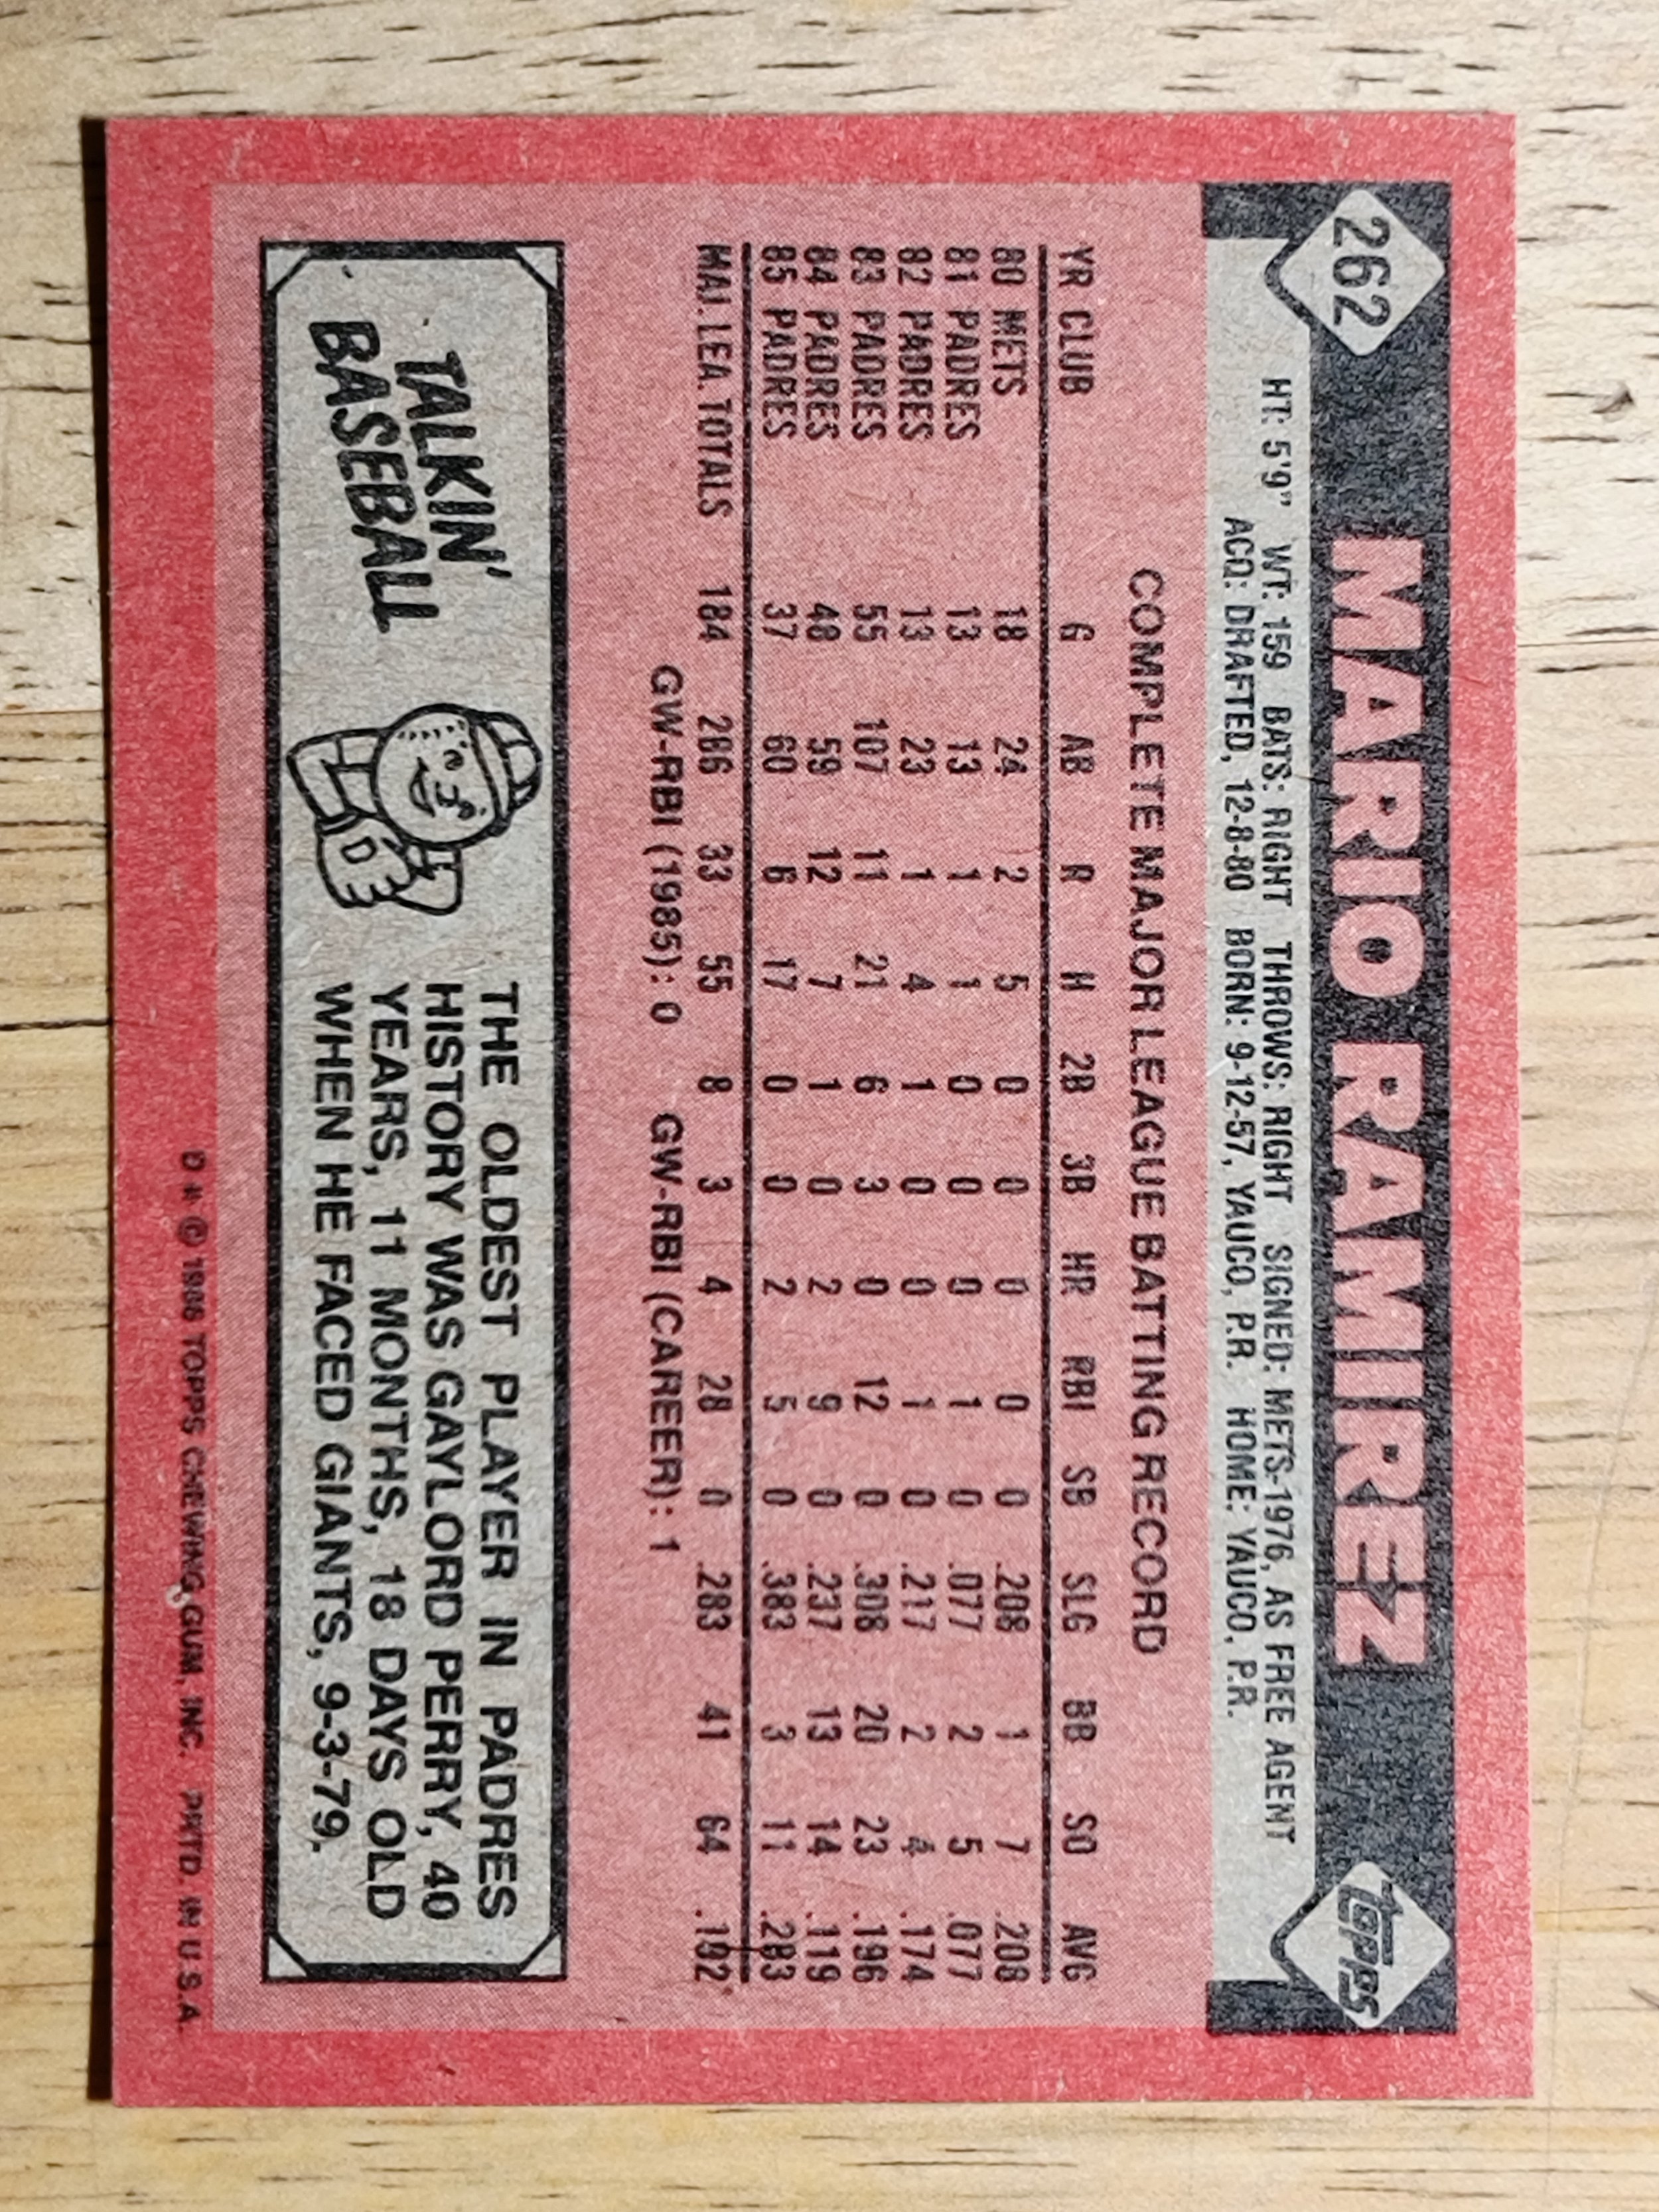 262
MARIO RAMIREZ
TOPPS
HT: 5'9" WT: 159 BATS: RIGHT THROWS: RIGHT SIGNED: METS-1976, AS FREE AGENT
ACQ: DRAFTED, 12-8-80 BORN: 9-12-57, YAUCO, P.R. HOME: YAUCO, P.R.
COMPLETE MAJOR LEAGUE BATTING RECORD
YR CLUB G AB R H 2B 3B HR RBI SB SLG BB SO AVG
80 METS 18 24 2 5 0 0 0 0 0 .208 1 7 .208
81 PADRES 13 13 1 1 0 0 0 1 0 .077 2 5 .077
82 PADRES 13 23 1 4 1 0 0 1 0 .217 2 4 .174
83 PADRES 55 107 11 21 6 3 0 12 0 .308 20 23 .196
84 PADRES 48 59 12 7 1 0 2 9 0 .237 13 14 .119
85 PADRES 37 60 6 17 0 0 2 5 0 .383 3 11 .283
MAJ. LEA. TOTALS 184 286 33 55 8 3 4 28 0 .283 41 64 .192
GW-RBI (1985): 0 GW-RBI (CAREER): 1
TALKIN'
BASEBALL
THE OLDEST PLAYER IN PADRES
HISTORY WAS GAYLORD PERRY, 40
YEARS, 11 MONTHS, 18 DAYS OLD
WHEN HE FACED GIANTS, 9-3-79.
D * © 1986 TOPPS CHEWING GUM, INC. PRTD. IN U.S.A.